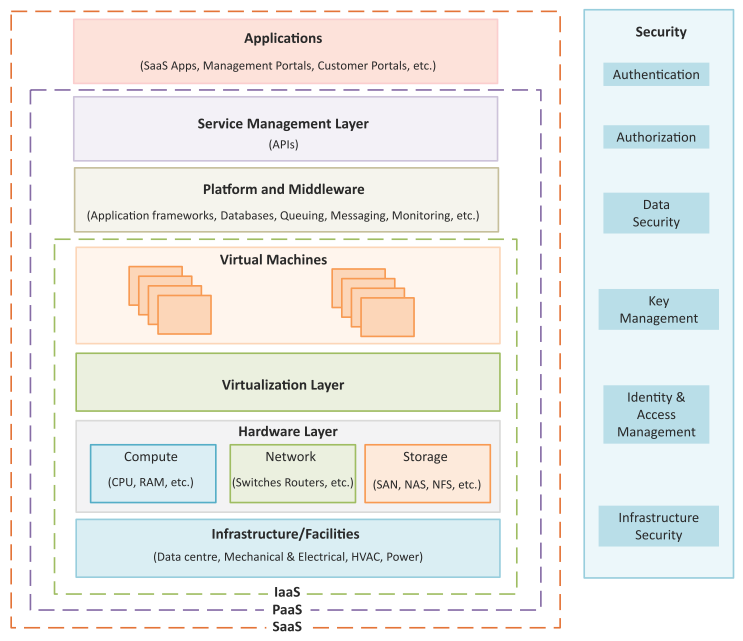 Applications
(SaaS Apps, Management Portals, Customer Portals, etc.)
Service Management Layer
(APIs)
Platform and Middleware
(Application frameworks, Databases, Queuing, Messaging, Monitoring, etc.)
Virtual Machines
Virtualization Layer
Hardware Layer
Compute
(CPU, RAM, etc.)
Network
(Switches Routers, etc.)
Storage
(SAN, NAS, NFS, etc.)
Infrastructure/Facilities
(Data centre, Mechanical & Electrical, HVAC, Power)
IaaS
PaaS
SaaS
Security
Authentication
Authorization
Data
Security
Key
Management
Identity &
Access
Management
Infrastructure
Security